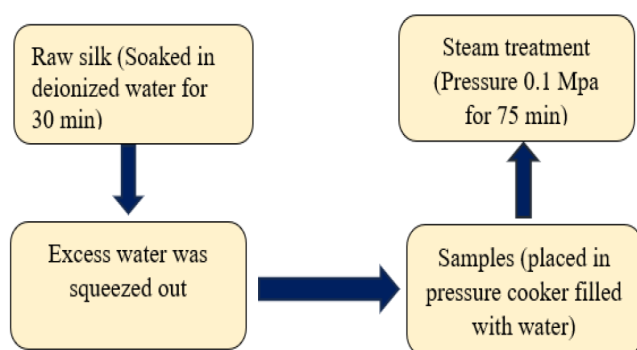 Raw silk (Soaked in
deionized water for
30 min)
Excess water was
squeezed out
Samples (placed in
pressure cooker filled
with water)
Steam treatment
(Pressure 0.1 Mpa
for 75 min)